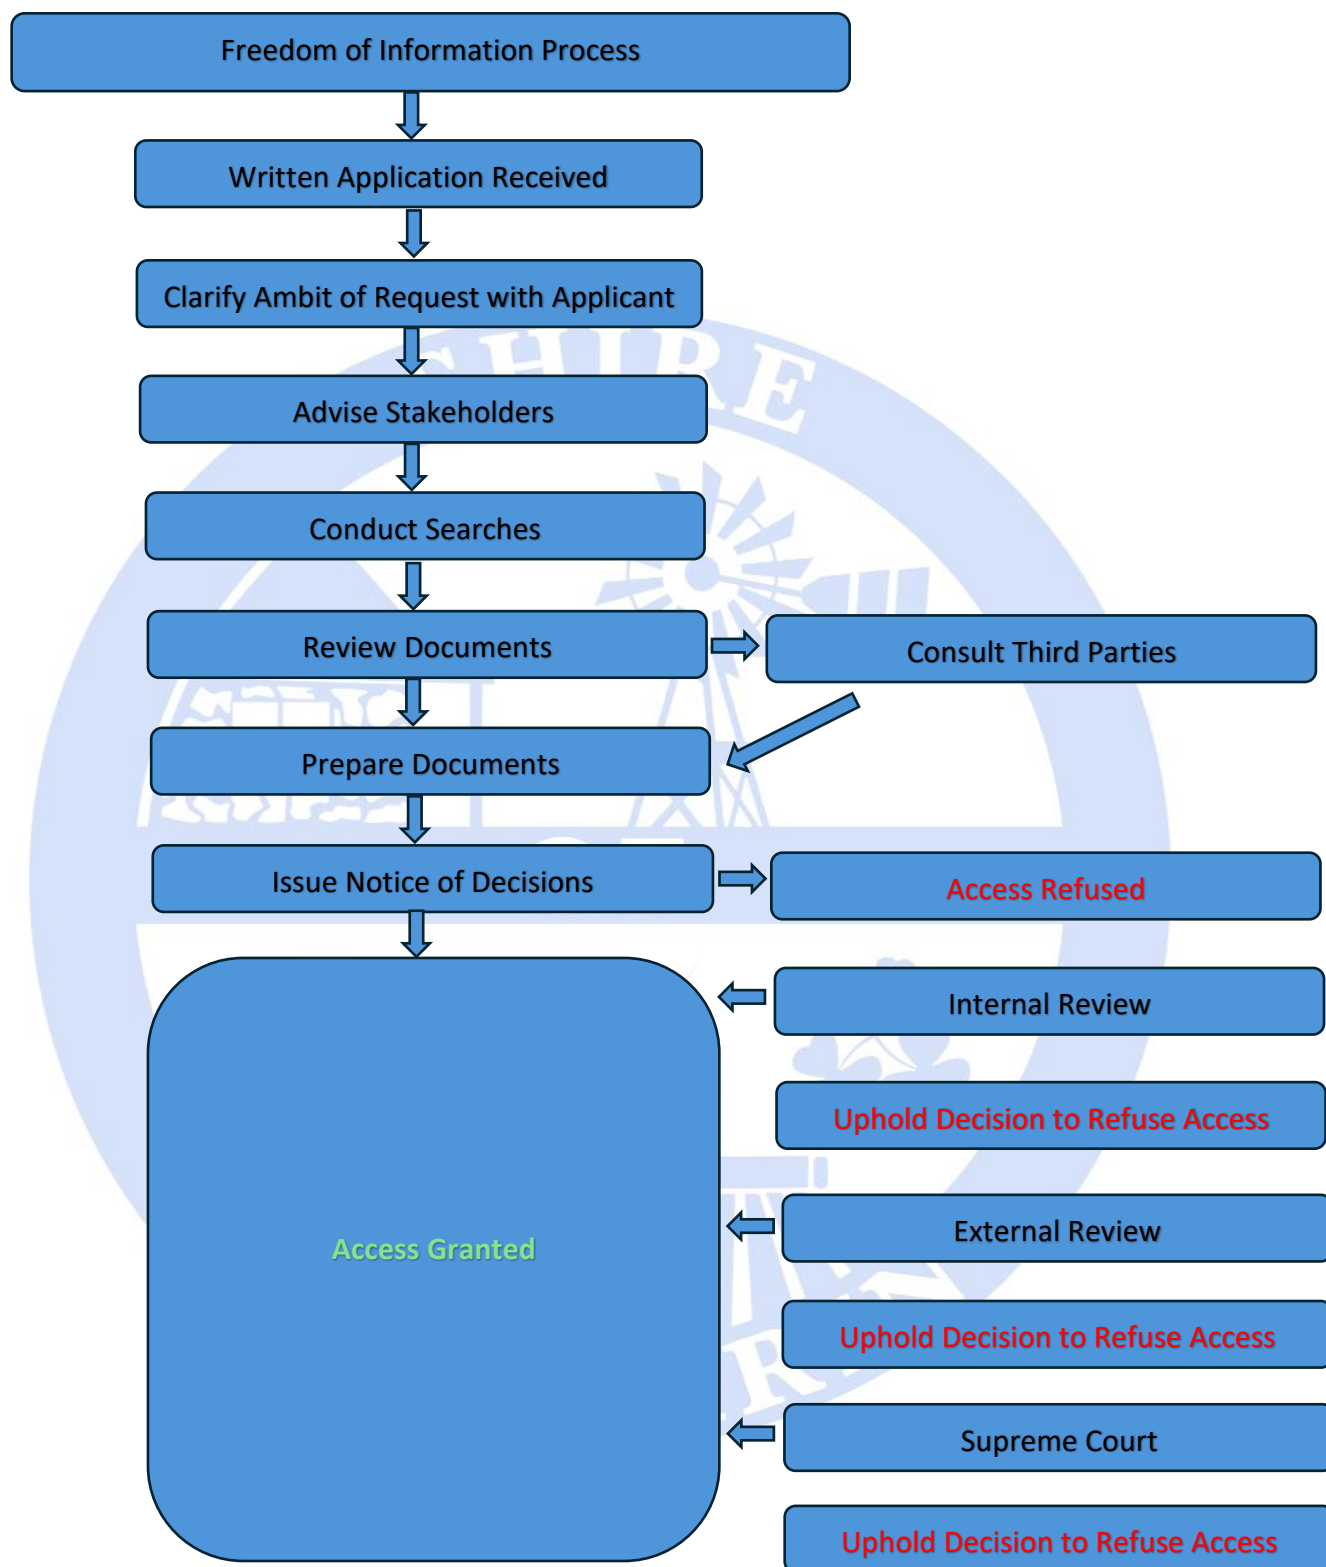 Freedom of Information Process
Written Application Received
Clarify Ambit of Request with Applicant
Advise Stakeholders
Conduct Searches
Review Documents
Consult Third Parties
Prepare Documents
Issue Notice of Decisions
Access Refused
Internal Review
Uphold Decision to Refuse Access
External Review
Access Granted
Uphold Decision to Refuse Access
Supreme Court
Uphold Decision to Refuse Access
SHIRE
OF